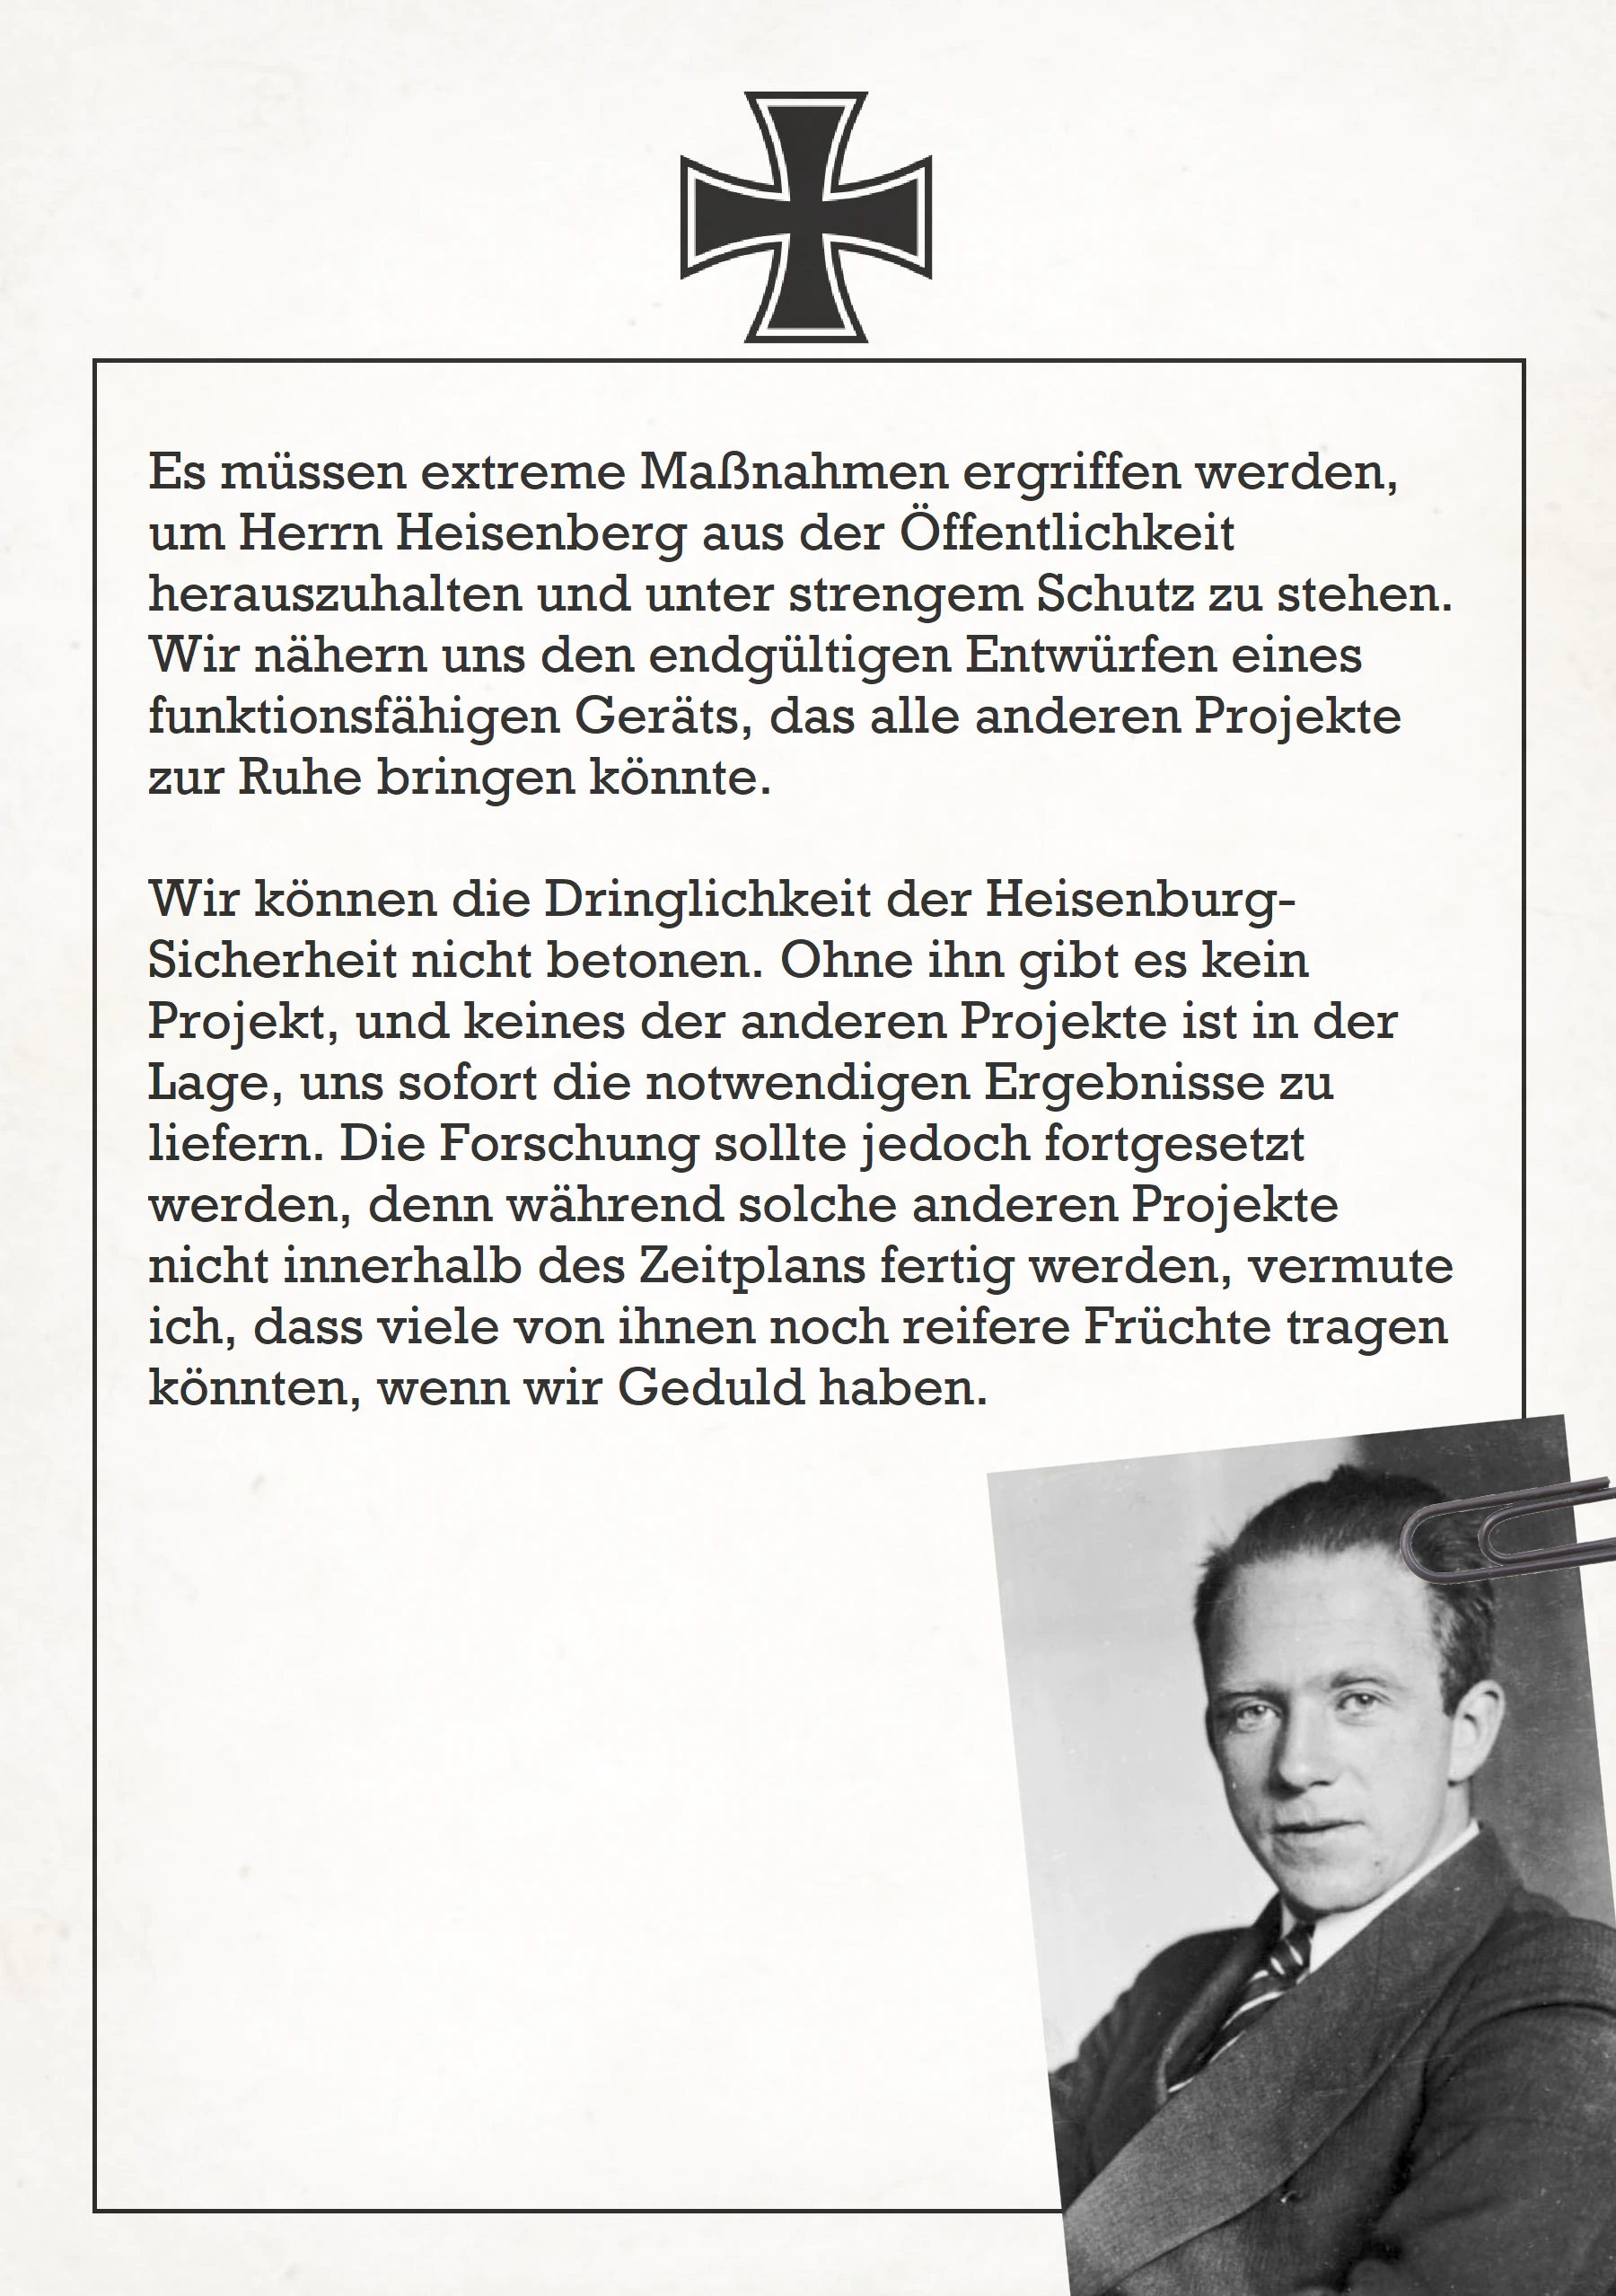 Es müssen extreme Maßnahmen ergriffen werden,
um Herrn Heisenberg aus der Öffentlichkeit
herauszuhalten und unter strengem Schutz zu stehen.
Wir nähern uns den endgültigen Entwürfen eines
funktionsfähigen Geräts, das alle anderen Projekte
zur Ruhe bringen könnte.
Wir können die Dringlichkeit der Heisenburg-
Sicherheit nicht betonen. Ohne ihn gibt es kein
Projekt, und keines der anderen Projekte ist in der
Lage, uns sofort die notwendigen Ergebnisse zu
liefern. Die Forschung sollte jedoch fortgesetzt
werden, denn während solche anderen Projekte
nicht innerhalb des Zeitplans fertig werden, vermute
ich, dass viele von ihnen noch reifere Früchte tragen
könnten, wenn wir Geduld haben.